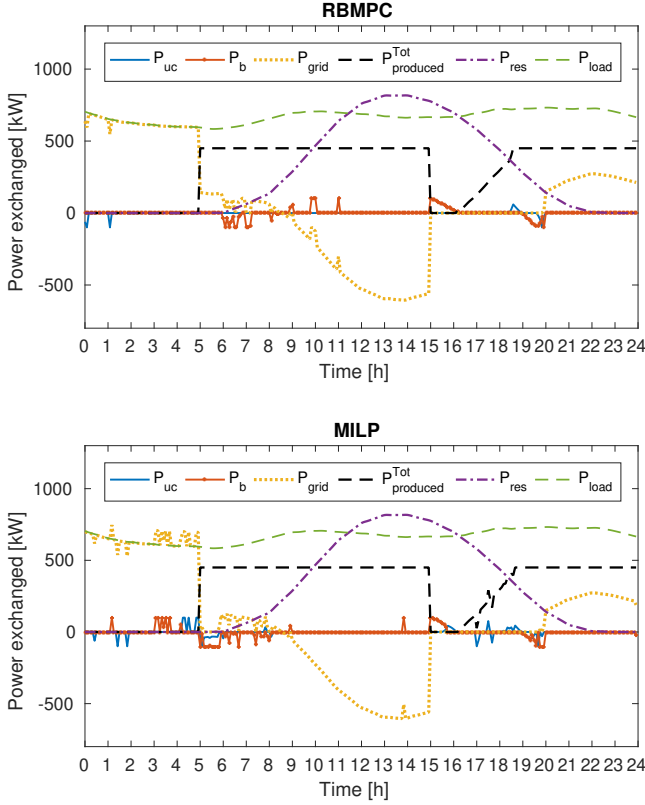 RBMPC
P_uc P_b P_grid P^Tot_produced P_res P_load
1000
500
0
-500
Power exchanged [kW]
0 1 2 3 4 5 6 7 8 9 10 11 12 13 14 15 16 17 18 19 20 21 22 23 24
Time [h]
MILP
P_uc P_b P_grid P^Tot_produced P_res P_load
1000
500
0
-500
Power exchanged [kW]
0 1 2 3 4 5 6 7 8 9 10 11 12 13 14 15 16 17 18 19 20 21 22 23 24
Time [h]